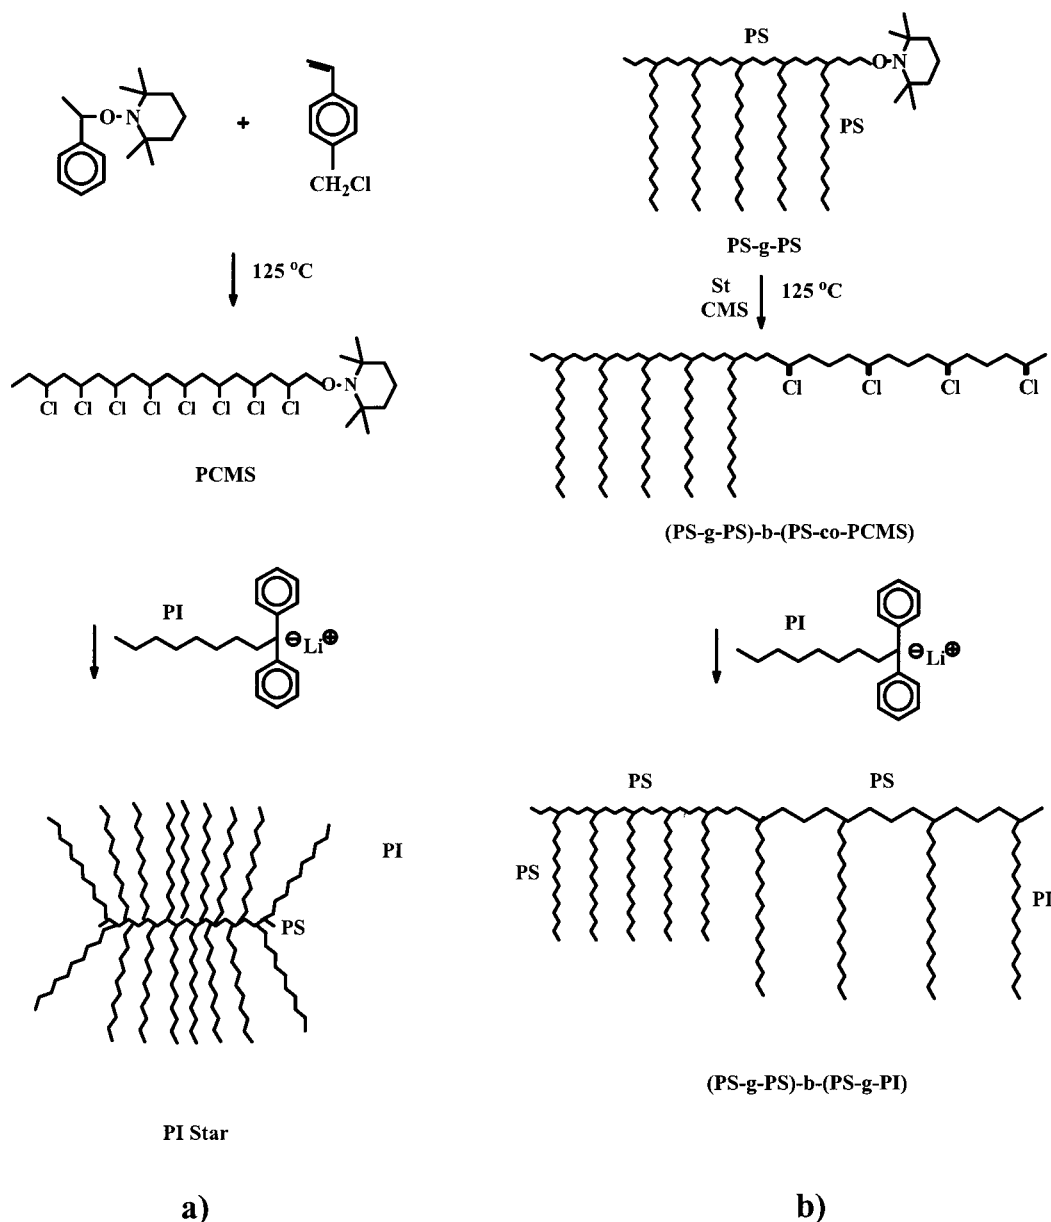 O-N
+
CH2Cl
125 °C
O-N
Cl Cl Cl Cl Cl Cl Cl Cl
PCMS
PI
⊖Li⊕
PI
PS
PI Star
a)
PS
O-N
PS
PS-g-PS
St
CMS
125 °C
Cl Cl Cl Cl
(PS-g-PS)-b-(PS-co-PCMS)
PI
⊖Li⊕
PS PS
PS
PI
(PS-g-PS)-b-(PS-g-PI)
b)